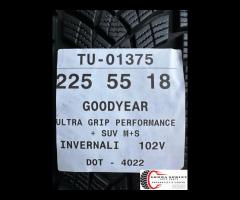 TU-01375
225 55 18
GOODYEAR
ULTRA GRIP PERFORMANCE
+ SUV M+S
INVERNALI 102V
DOT - 4022